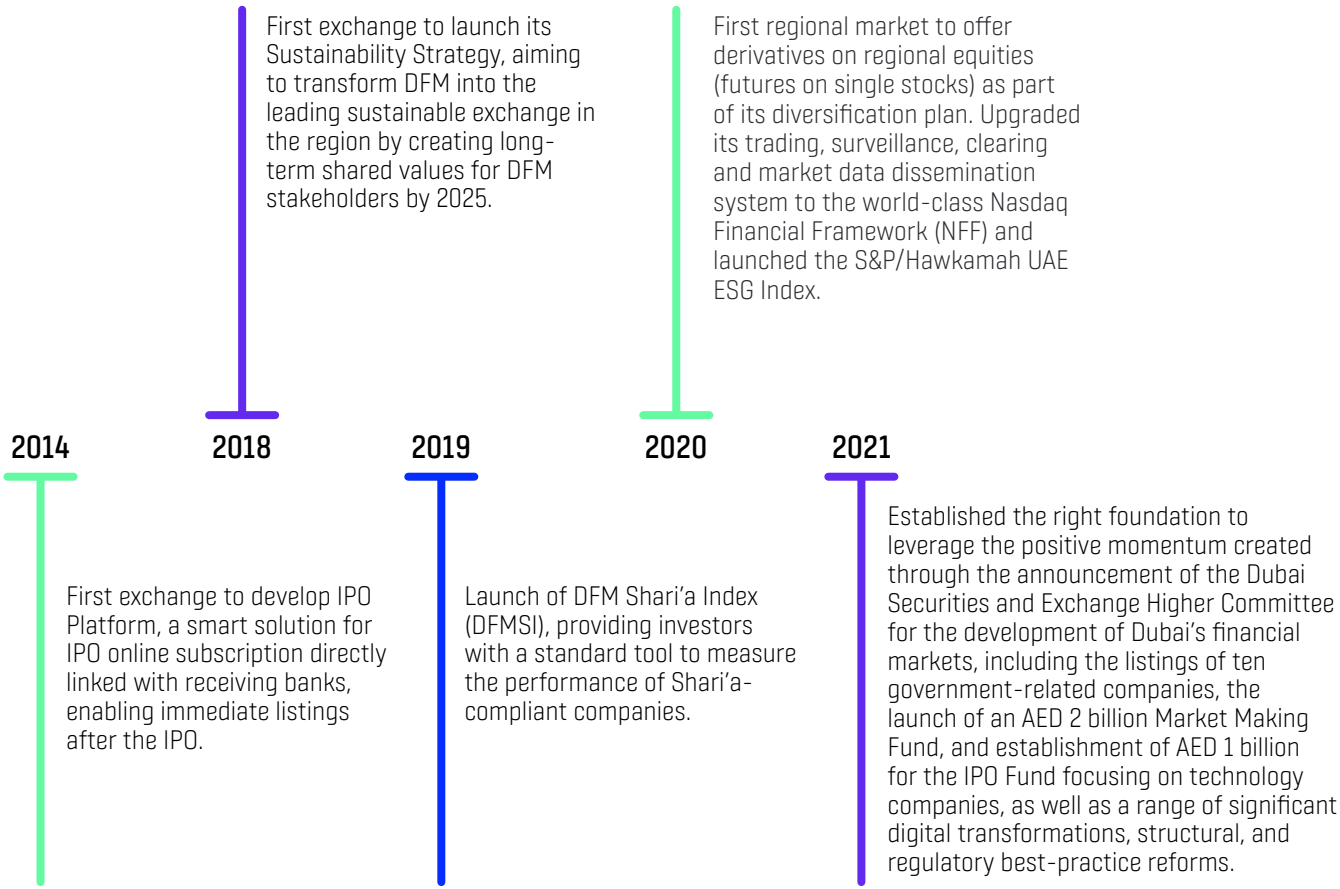 First exchange to launch its
Sustainability Strategy, aiming
to transform DFM into the
leading sustainable exchange in
the region by creating long-
term shared values for DFM
stakeholders by 2025.
First regional market to offer
derivatives on regional equities
(futures on single stocks) as part
of its diversification plan. Upgraded
its trading, surveillance, clearing
and market data dissemination
system to the world-class Nasdaq
Financial Framework (NFF) and
launched the S&P/Hawkamah UAE
ESG Index.
2014
2018
2019
2020
2021
First exchange to develop IPO
Platform, a smart solution for
IPO online subscription directly
linked with receiving banks,
enabling immediate listings
after the IPO.
Launch of DFM Shari’a Index
(DFMSI), providing investors
with a standard tool to measure
the performance of Shari’a-
compliant companies.
Established the right foundation to
leverage the positive momentum created
through the announcement of the Dubai
Securities and Exchange Higher Committee
for the development of Dubai’s financial
markets, including the listings of ten
government-related companies, the
launch of an AED 2 billion Market Making
Fund, and establishment of AED 1 billion
for the IPO Fund focusing on technology
companies, as well as a range of significant
digital transformations, structural, and
regulatory best-practice reforms.